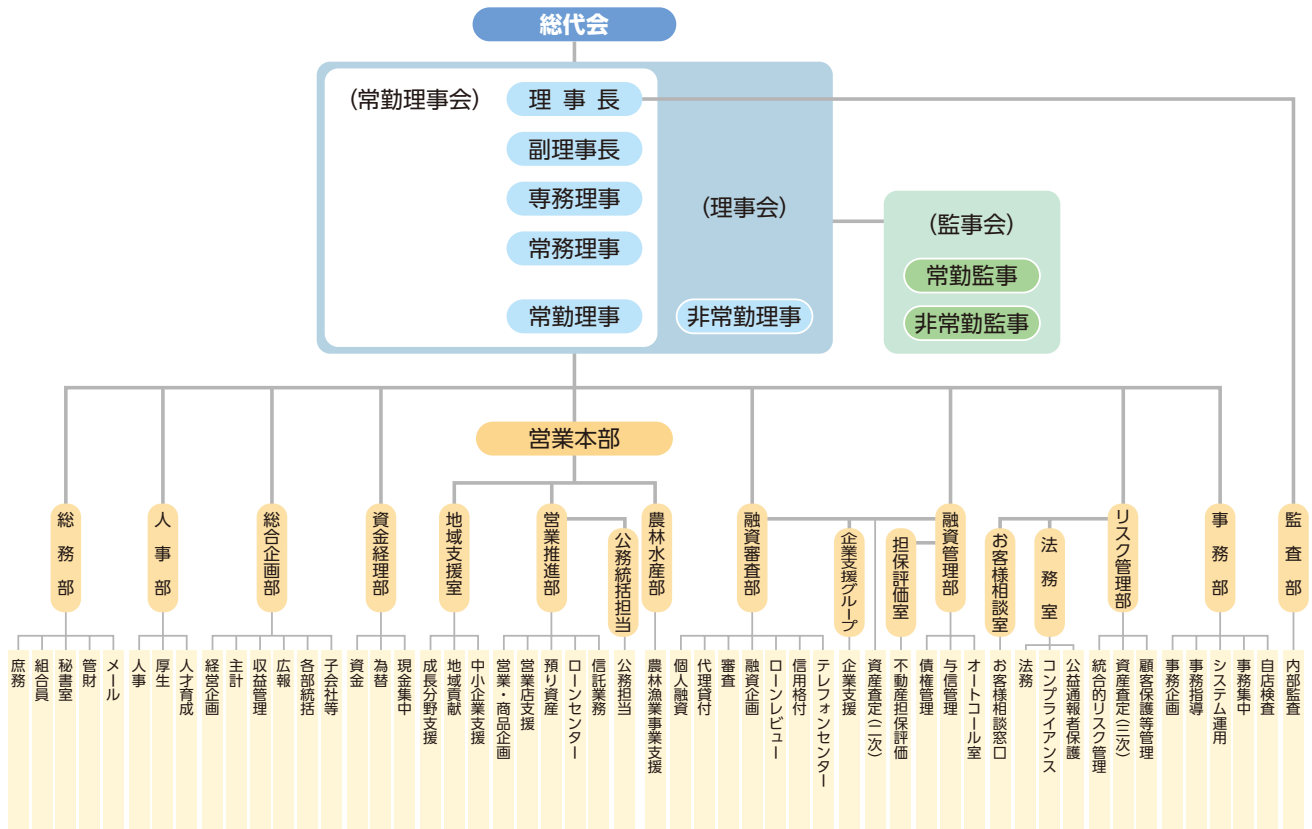 総代会
(常勤理事会)
理事長
副理事長
専務理事
常務理事
常勤理事
(理事会)
非常勤理事
(監事会)
常勤監事
非常勤監事
営業本部
総務部
人事部
総合企画部
資金経理部
地域支援室
営業推進部
公務統括担当
農林水産部
融資審査部
企業支援グループ
担保評価室
融資管理部
お客様相談室
法務室
リスク管理部
事務部
監査部
庶務
組合員
秘書室
管財
メール
人事
厚生
人才育成
経営企画
主計
収益管理
広報
各部統括
子会社等
資金
為替
現金集中
成長分野支援
地域貢献
中小企業支援
営業・商品企画
営業店支援
預り資産
ローンセンター
信託業務
公務担当
農林漁業事業支援
個人融資
代理貸付
審査
融資企画
ローンレビュー
信用格付
テレフォンセンター
企業支援
資産査定(二次)
不動産担保評価
債権管理
与信管理
オートコール室
お客様相談窓口
法務
コンプライアンス
公益通報者保護
統合的リスク管理
資産査定(三次)
顧客保護等管理
事務企画
事務指導
システム運用
事務集中
自店検査
内部監査